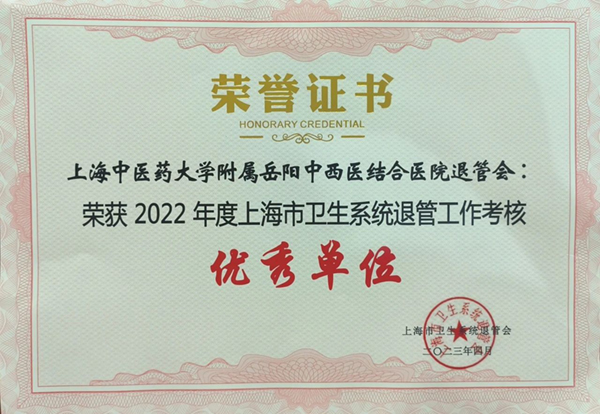 荣誉证书
HONORARY CREDENTIAL
上海中医药大学附属岳阳中西医结合医院退管会：
荣获 2022 年度上海市卫生系统退管工作考核
优秀单位
上海市卫生系统退管会
二〇二三年四月